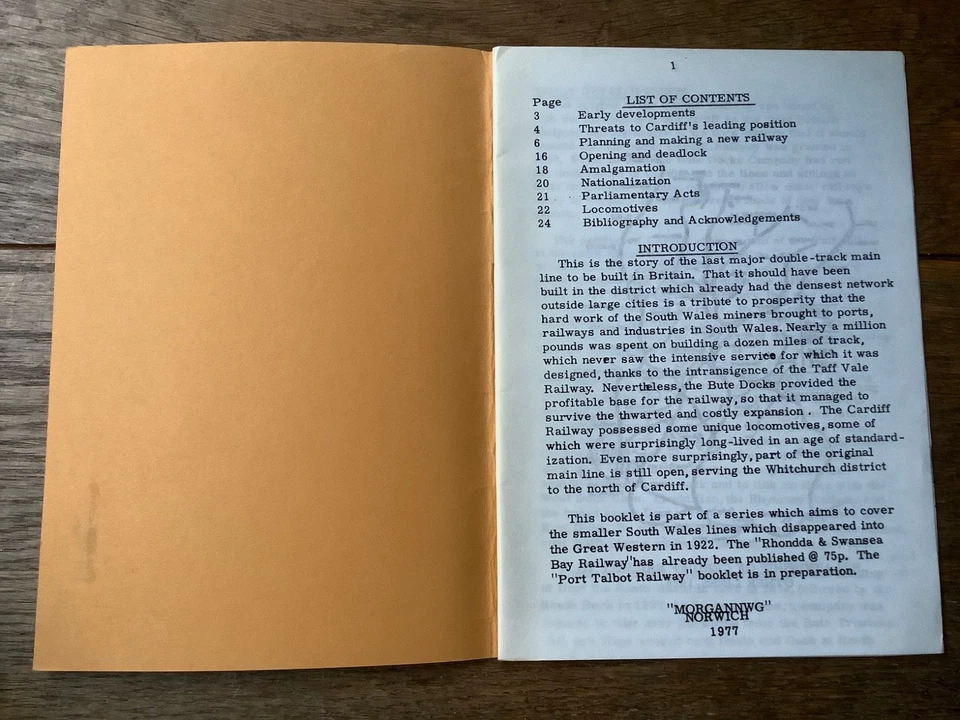 1
LIST OF CONTENTS
Page
3 Early developments
4 Threats to Cardiff's leading position
6 Planning and making a new railway
16 Opening and deadlock
18 Amalgamation
20 Nationalization
21 Parliamentary Acts
22 Locomotives
24 Bibliography and Acknowledgements
INTRODUCTION
This is the story of the last major double-track main
line to be built in Britain. That it should have been
built in the district which already had the densest network
outside large cities is a tribute to prosperity that the
hard work of the South Wales miners brought to ports,
railways and industries in South Wales. Nearly a million
pounds was spent on building a dozen miles of track,
which never saw the intensive service for which it was
designed, thanks to the intransigence of the Taff Vale
Railway. Nevertheless, the Bute Docks provided the
profitable base for the railway, so that it managed to
survive the thwarted and costly expansion. The Cardiff
Railway possessed some unique locomotives, some of
which were surprisingly long-lived in an age of standard-
ization. Even more surprisingly, part of the original
main line is still open, serving the Whitchurch district
to the north of Cardiff.
This booklet is part of a series which aims to cover
the smaller South Wales lines which disappeared into
the Great Western in 1922. The "Rhondda & Swansea
Bay Railway" has already been published @ 75p. The
"Port Talbot Railway" booklet is in preparation.
"MORGANNWG"
NORWICH
1977